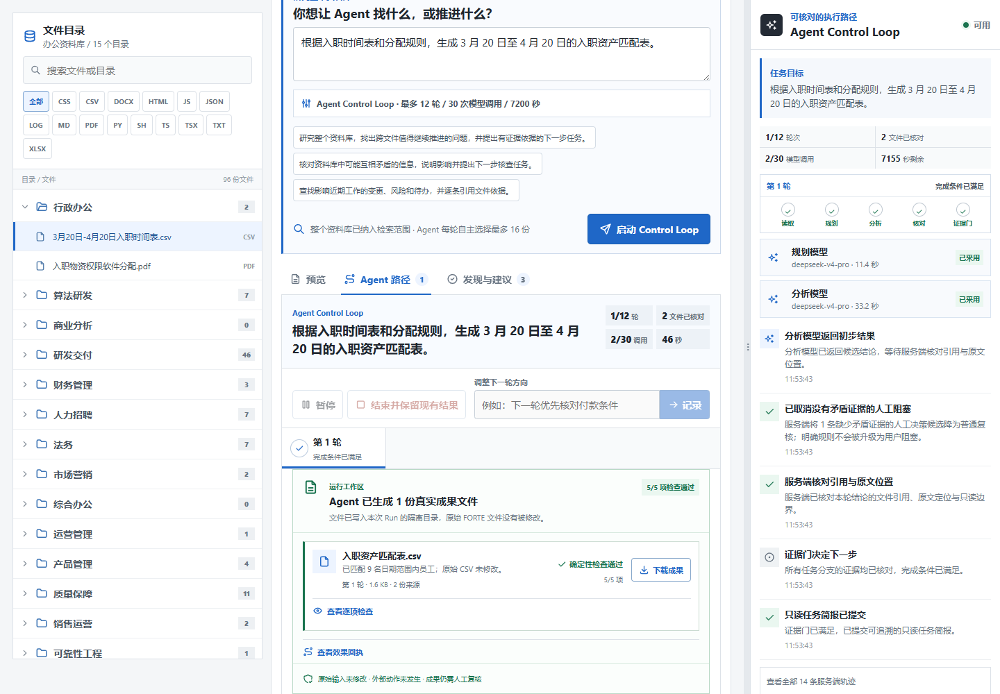 文件目录
办公资料库 / 15 个目录
搜索文件或目录
全部
CSS
CSV
DOCX
HTML
JS
JSON
LOG
MD
PDF
PY
SH
TS
TSX
TXT
XLSX
目录 / 文件
96 份文件
行政办公
2
3月20日-4月20日入职时间表.csv
CSV
入职物资权限软件分配.pdf
PDF
算法研发
7
商业分析
0
研发交付
46
财务管理
3
人力招聘
7
法务
7
市场营销
2
综合办公
0
运营管理
1
产品管理
4
质量保障
11
销售运营
2
可靠性工程
1
你想让 Agent 找什么，或推进什么？
根据入职时间表和分配规则，生成 3 月 20 日至 4 月 20 日的入职资产匹配表。
Agent Control Loop · 最多 12 轮 / 30 次模型调用 / 7200 秒
研究整个资料库，找出跨文件值得继续推进的问题，并提出有证据依据的下一步任务。
核对资料库中可能互相矛盾的信息，说明影响并提出下一步核查任务。
查找影响近期工作的变更、风险和待办，并逐条引用文件依据。
整个资料库已纳入检索范围 · Agent 每轮自主选择最多 16 份
启动 Control Loop
预览
Agent 路径
1
发现与建议
3
Agent Control Loop
根据入职时间表和分配规则，生成 3 月 20 日至 4 月
20 日的入职资产匹配表。
1/12 轮
2 文件已核对
2/30 调用
46 秒
调整下一轮方向
暂停
结束并保留现有结果
例如：下一轮优先核对付款条件
记录
第 1 轮
完成条件已满足
运行工作区
Agent 已生成 1 份真实成果文件
文件已写入本次 Run 的隔离目录，原始 FORTE 文件没有被修改。
5/5 项检查通过
入职资产匹配表.csv
已匹配 9 名日期范围内员工；原始 CSV 未修改。
第 1 轮 · 1.6 KB · 2 份来源
确定性检查通过
5/5 项
下载成果
查看逐项检查
查看效果回执
原始输入未修改 · 外部动作未发生 · 成果仍需人工复核
可核对的执行路径
Agent Control Loop
可用
任务目标
根据入职时间表和分配规则，生成 3 月 20 日至 4 月
20 日的入职资产匹配表。
1/12 轮次
2 文件已核对
2/30 模型调用
7155 秒剩余
第 1 轮
完成条件已满足
读取
规划
分析
核对
证据门
规划模型
deepseek-v4-pro · 11.4 秒
已采用
分析模型
deepseek-v4-pro · 33.2 秒
已采用
分析模型返回初步结果
分析模型已返回候选结论，等待服务端核对引用与原文
位置。
11:53:43
已取消没有矛盾证据的人工阻塞
服务端将 1 条缺少矛盾证据的人工决策候选降为普通复
核；明确规则不会被升级为用户阻塞。
11:53:43
服务端核对引用与原文位置
服务端已核对本轮结论的文件引用、原文定位与只读边
界。
11:53:43
证据门决定下一步
所有任务分支的证据均已核对，完成条件已满足。
11:53:43
只读任务简报已提交
证据门已满足，已提交可追溯的只读任务简报。
11:53:43
查看全部 14 条服务端轨迹